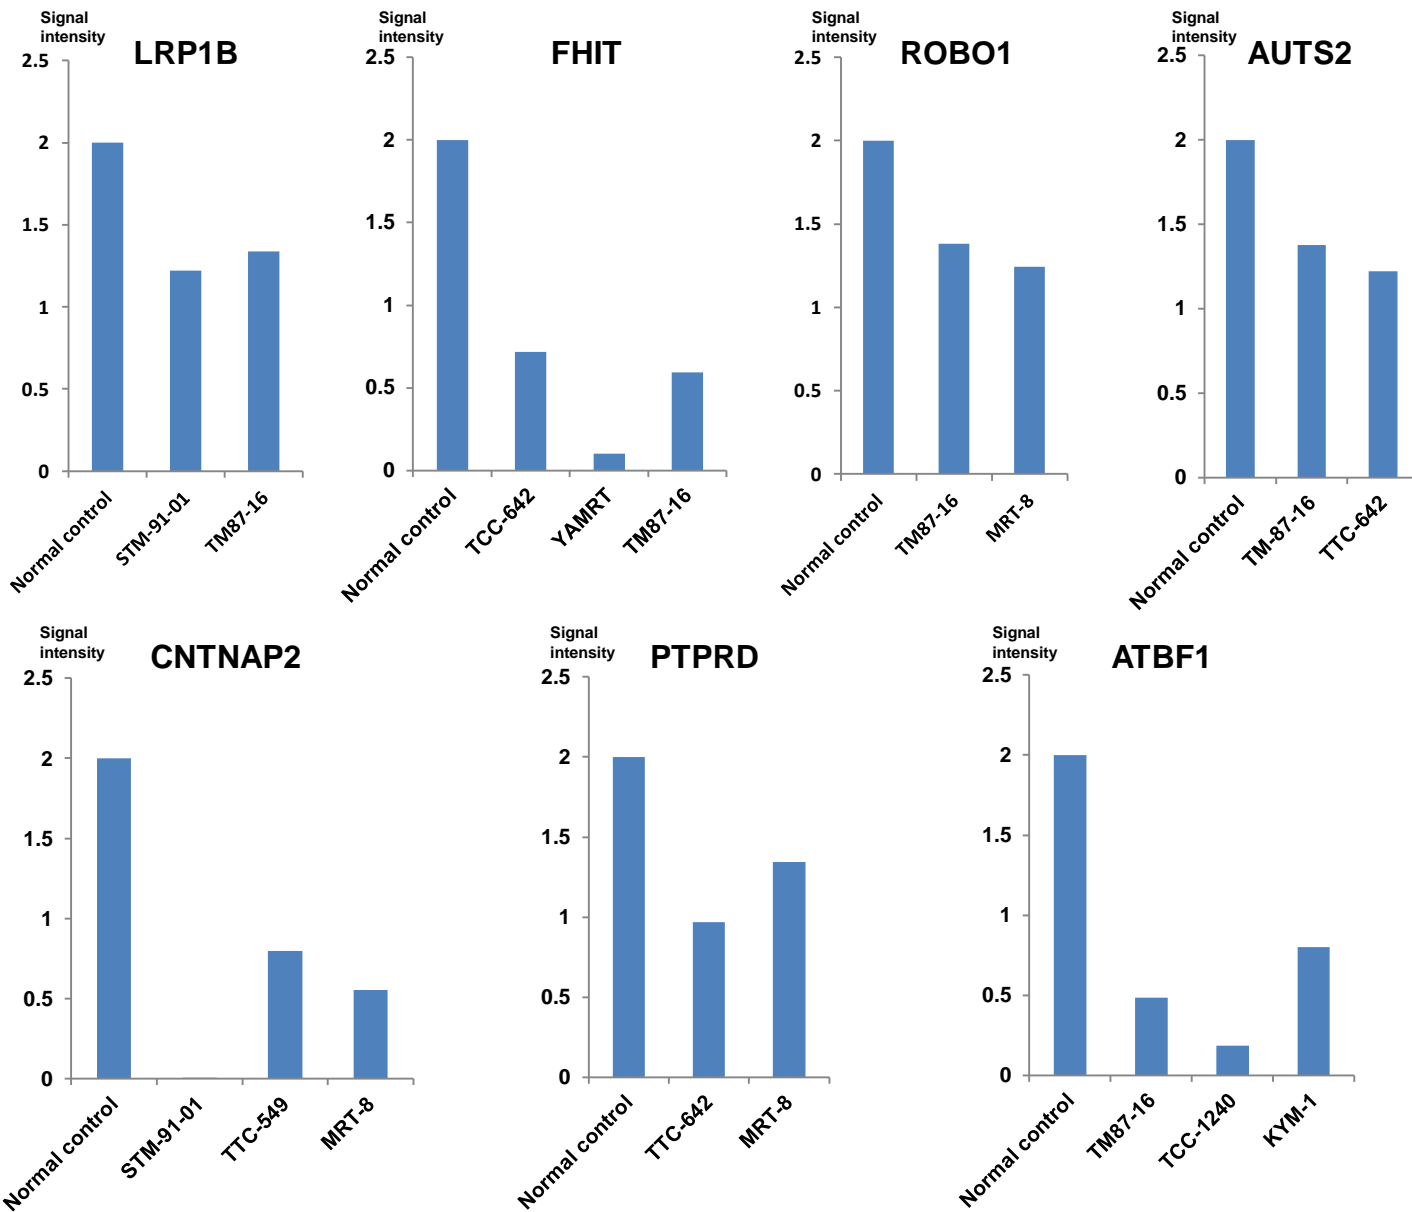 Signal
intensity
LRP1B
2.5
2
1.5
1
0.5
0
Normal control
STM-91-01
TM87-16
Signal
intensity
FHIT
2.5
2
1.5
1
0.5
0
Normal control
TCC-642
YAMRT
TM87-16
Signal
intensity
ROBO1
2.5
2
1.5
1
0.5
0
Normal control
TM87-16
MRT-8
Signal
intensity
AUTS2
2.5
2
1.5
1
0.5
0
Normal control
TM-87-16
TTC-642
Signal
intensity
CNTNAP2
2.5
2
1.5
1
0.5
0
Normal control
STM-91-01
TTC-549
MRT-8
Signal
intensity
PTPRD
2.5
2
1.5
1
0.5
0
Normal control
TTC-642
MRT-8
Signal
intensity
ATBF1
2.5
2
1.5
1
0.5
0
Normal control
TM87-16
TCC-1240
KYM-1